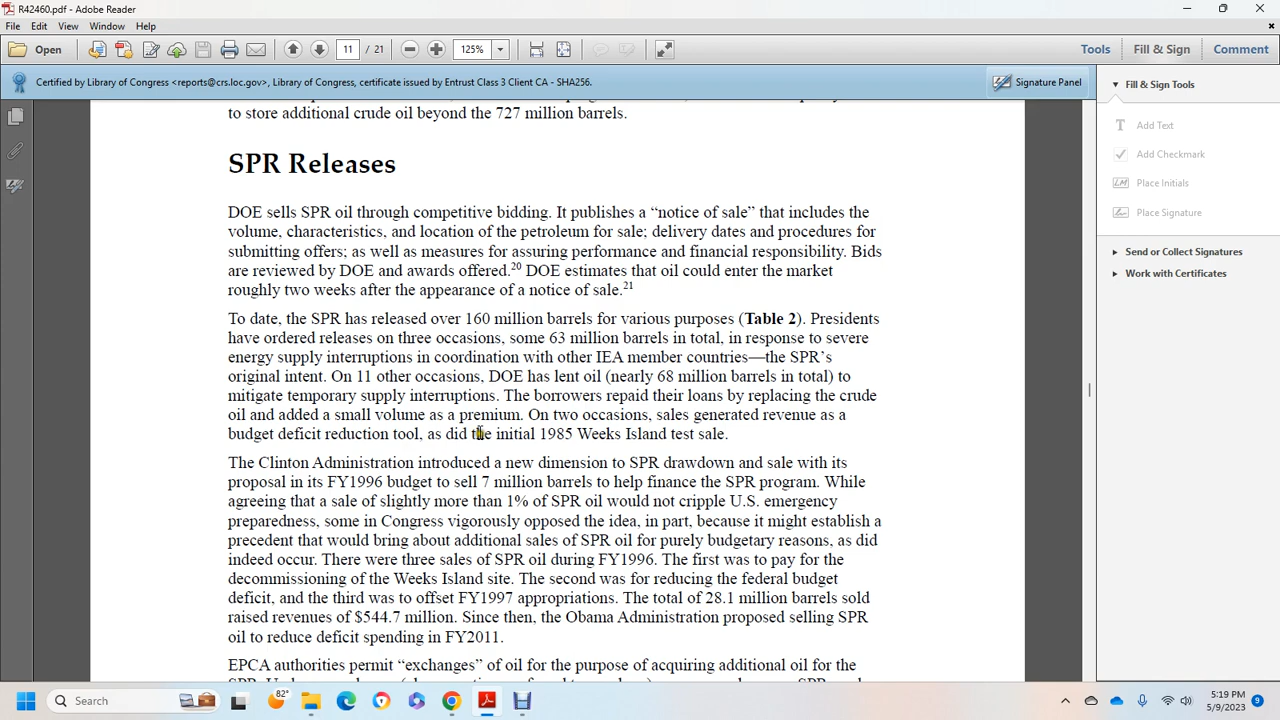 R42460.pdf - Adobe Reader
File Edit View Window Help
Open 11 / 21 125% Tools Fill & Sign Comment
Certified by Library of Congress <reports@crs.loc.gov>, Library of Congress, certificate issued by Entrust Class 3 Client CA - SHA256. Signature Panel
Fill & Sign Tools
T Add Text
Add Checkmark
LM Place Initials
Place Signature
Send or Collect Signatures
Work with Certificates
to store additional crude oil beyond the 727 million barrels.
SPR Releases
DOE sells SPR oil through competitive bidding. It publishes a “notice of sale” that includes the
volume, characteristics, and location of the petroleum for sale; delivery dates and procedures for
submitting offers; as well as measures for assuring performance and financial responsibility. Bids
are reviewed by DOE and awards offered.20 DOE estimates that oil could enter the market
roughly two weeks after the appearance of a notice of sale.21
To date, the SPR has released over 160 million barrels for various purposes (Table 2). Presidents
have ordered releases on three occasions, some 63 million barrels in total, in response to severe
energy supply interruptions in coordination with other IEA member countries—the SPR’s
original intent. On 11 other occasions, DOE has lent oil (nearly 68 million barrels in total) to
mitigate temporary supply interruptions. The borrowers repaid their loans by replacing the crude
oil and added a small volume as a premium. On two occasions, sales generated revenue as a
budget deficit reduction tool, as did the initial 1985 Weeks Island test sale.
The Clinton Administration introduced a new dimension to SPR drawdown and sale with its
proposal in its FY1996 budget to sell 7 million barrels to help finance the SPR program. While
agreeing that a sale of slightly more than 1% of SPR oil would not cripple U.S. emergency
preparedness, some in Congress vigorously opposed the idea, in part, because it might establish a
precedent that would bring about additional sales of SPR oil for purely budgetary reasons, as did
indeed occur. There were three sales of SPR oil during FY1996. The first was to pay for the
decommissioning of the Weeks Island site. The second was for reducing the federal budget
deficit, and the third was to offset FY1997 appropriations. The total of 28.1 million barrels sold
raised revenues of $544.7 million. Since then, the Obama Administration proposed selling SPR
oil to reduce deficit spending in FY2011.
EPCA authorities permit “exchanges” of oil for the purpose of acquiring additional oil for the
Search 82° 5:19 PM
5/9/2023 9